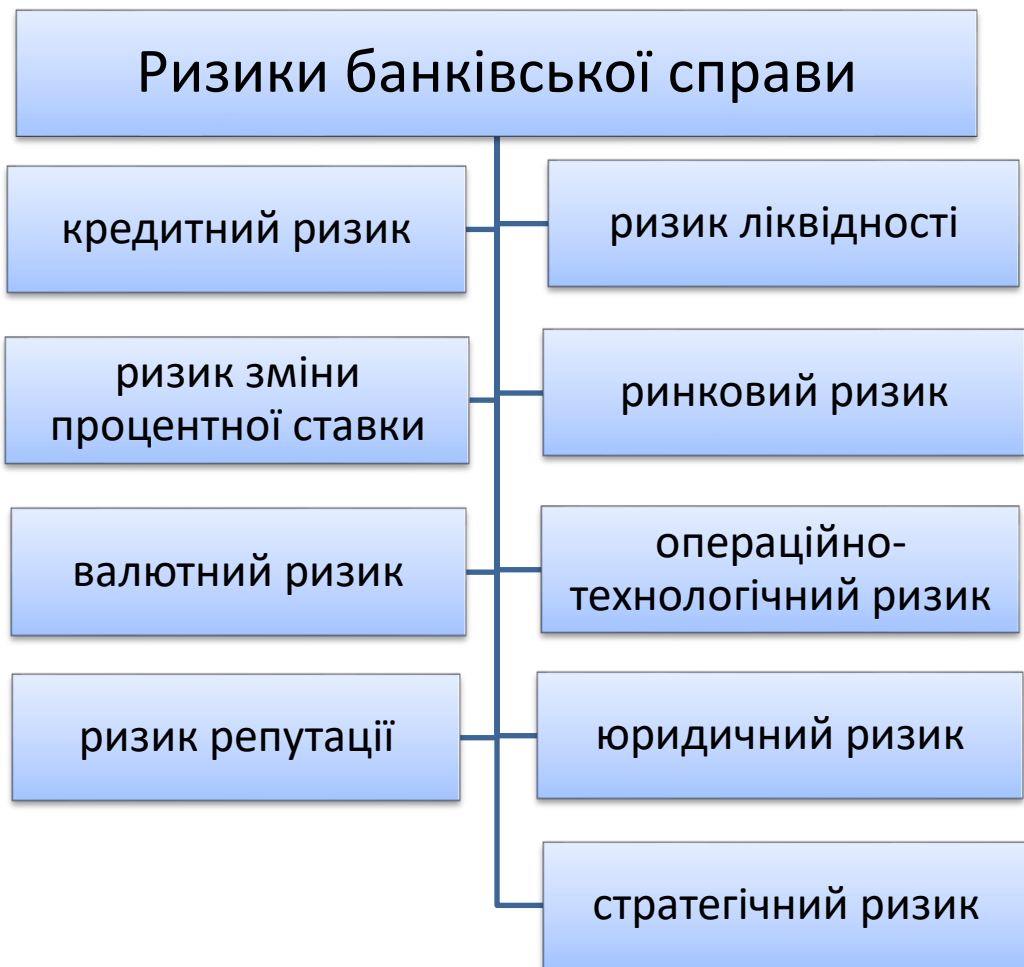 Ризики банківської справи
кредитний ризик
ризик ліквідності
ризик зміни
процентної ставки
ринковий ризик
валютний ризик
операційно-
технологічний ризик
ризик репутації
юридичний ризик
стратегічний ризик